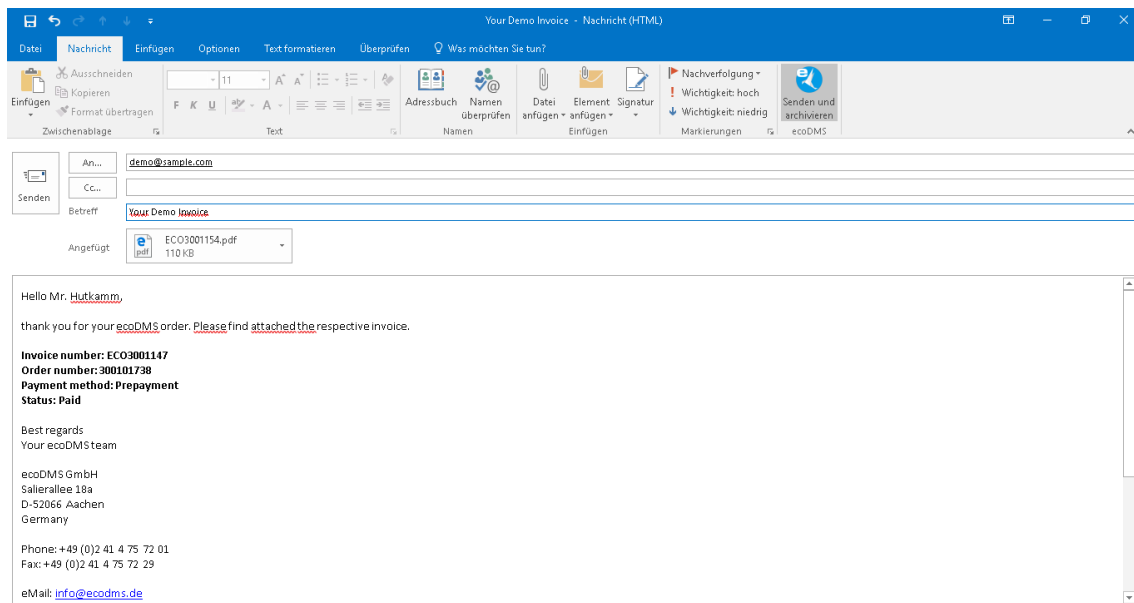 Your Demo Invoice - Nachricht (HTML)
Datei Nachricht Einfügen Optionen Text formatieren Überprüfen Was möchten Sie tun?
Einfügen
Ausschneiden
Kopieren
Format übertragen
Zwischenablage
11 A A
F K U A
Text
Adressbuch
Namen überprüfen
Namen
Datei anfügen
Element anfügen
Signatur
Einfügen
Nachverfolgung
Wichtigkeit: hoch
Wichtigkeit: niedrig
Markierungen
Senden und archivieren
ecoDMS
Senden
An... demo@sample.com
Cc...
Betreff Your Demo Invoice
Angefügt
pdf
ECO3001154.pdf
110 KB
Hello Mr. Hutkamm,
thank you for your ecoDMS order. Please find attached the respective invoice.
Invoice number: ECO3001147
Order number: 300101738
Payment method: Prepayment
Status: Paid
Best regards
Your ecoDMS team
ecoDMS GmbH
Salierallee 18a
D-52066 Aachen
Germany
Phone: +49 (0)2 41 4 75 72 01
Fax: +49 (0)2 41 4 75 72 29
eMail: info@ecodms.de